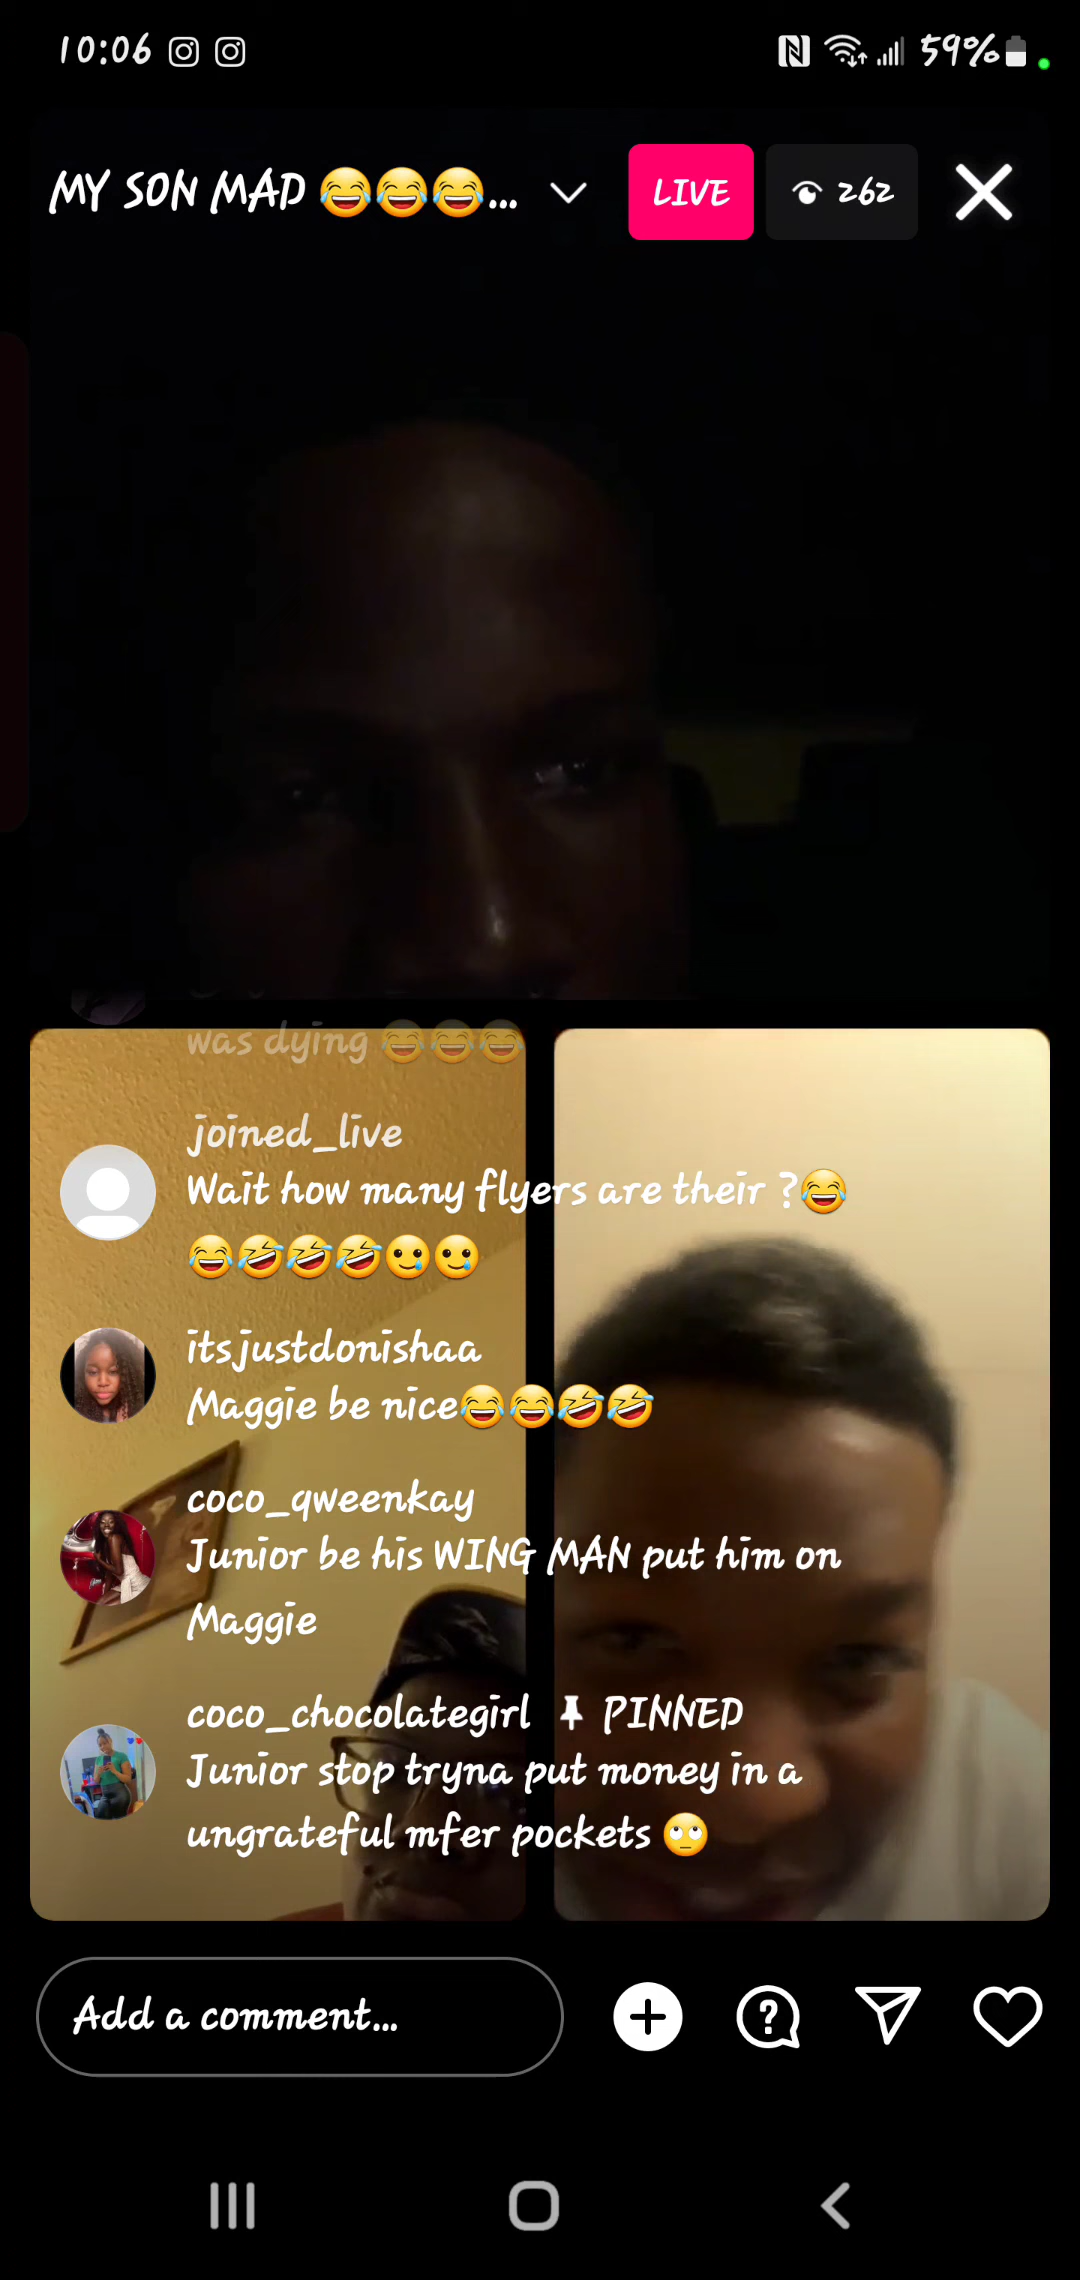 10:06 59%
MY SON MAD 😂😂😂... LIVE 262
was dying 😂😂😂
joined_live
Wait how many flyers are their ?😂
😂🤣🤣🤣🥲🥲
itsjustdonishaa
Maggie be nice😂😂🤣🤣
coco_qweenkay
Junior be his WING MAN put him on
Maggie
coco_chocolategirl PINNED
Junior stop tryna put money in a
ungrateful mfer pockets 🙄
Add a comment...